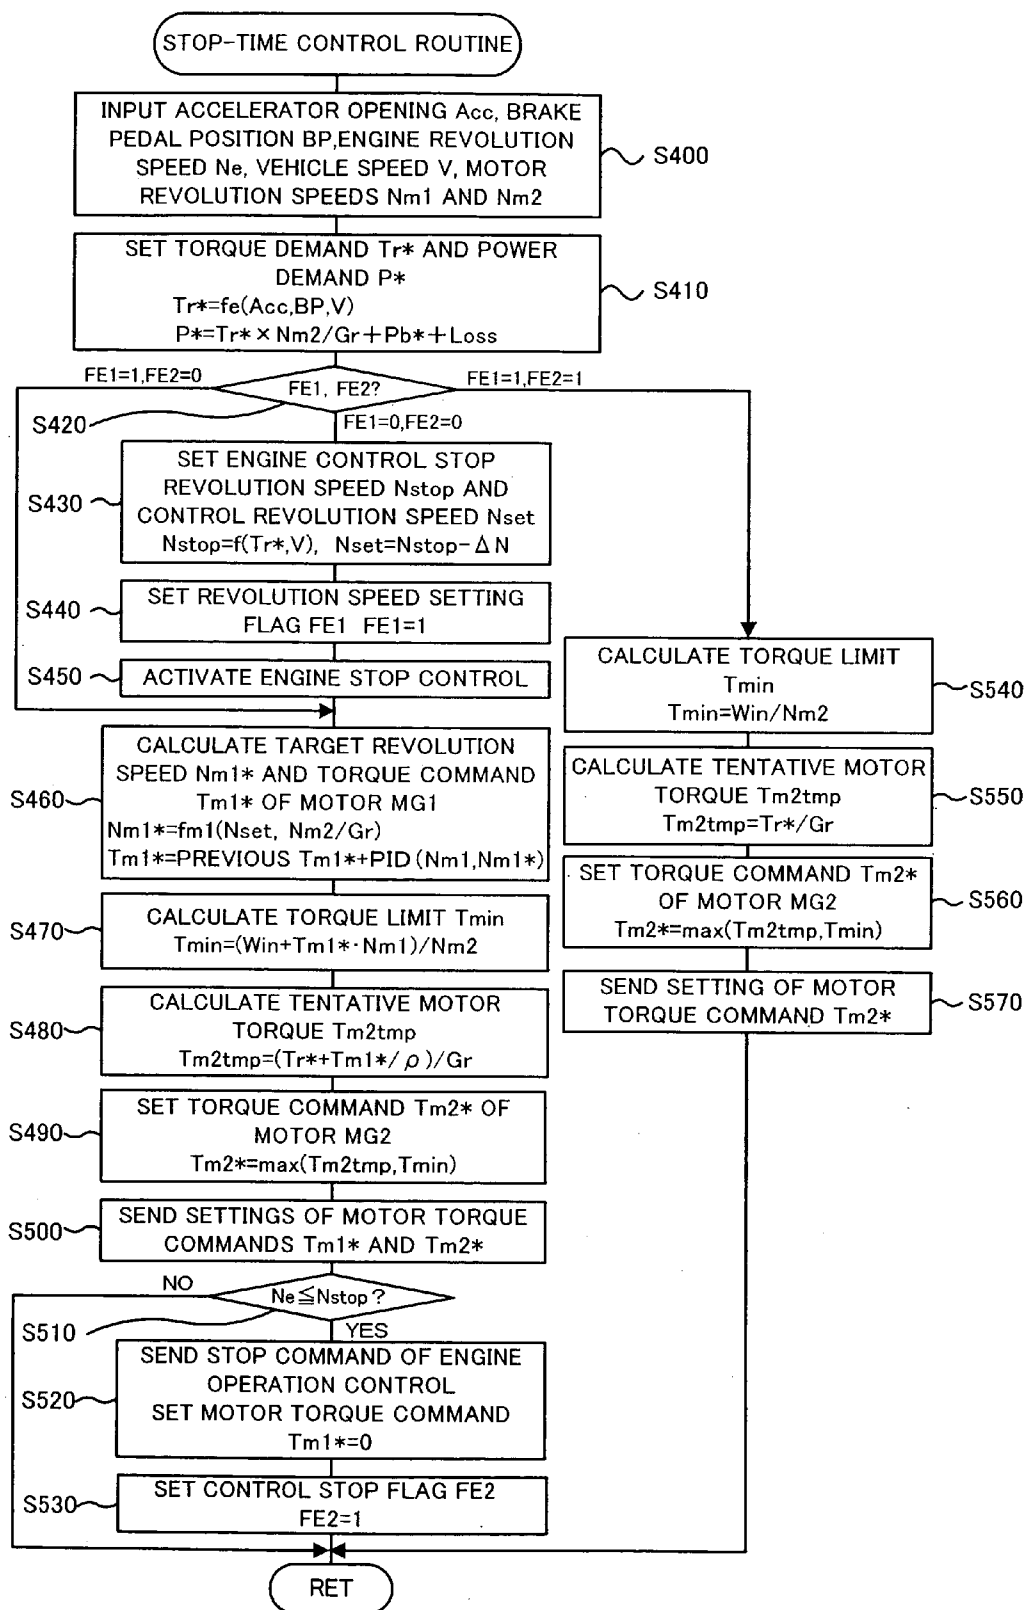 STOP-TIME CONTROL ROUTINE
INPUT ACCELERATOR OPENING Acc, BRAKE
PEDAL POSITION BP,ENGINE REVOLUTION
SPEED Ne, VEHICLE SPEED V, MOTOR
REVOLUTION SPEEDS Nm1 AND Nm2
S400
SET TORQUE DEMAND Tr* AND POWER
DEMAND P*
Tr*=fe(Acc,BP,V)
P*=Tr* × Nm2/Gr+Pb*+Loss
S410
FE1=1,FE2=0
FE1, FE2?
FE1=1,FE2=1
S420
FE1=0,FE2=0
SET ENGINE CONTROL STOP
REVOLUTION SPEED Nstop AND
CONTROL REVOLUTION SPEED Nset
Nstop=f(Tr*,V), Nset=Nstop-ΔN
S430
SET REVOLUTION SPEED SETTING
FLAG FE1 FE1=1
S440
ACTIVATE ENGINE STOP CONTROL
S450
CALCULATE TARGET REVOLUTION
SPEED Nm1* AND TORQUE COMMAND
Tm1* OF MOTOR MG1
Nm1*=fm1(Nset, Nm2/Gr)
Tm1*=PREVIOUS Tm1*+PID(Nm1,Nm1*)
S460
CALCULATE TORQUE LIMIT Tmin
Tmin=(Win+Tm1*·Nm1)/Nm2
S470
CALCULATE TENTATIVE MOTOR
TORQUE Tm2tmp
Tm2tmp=(Tr*+Tm1*/ρ)/Gr
S480
SET TORQUE COMMAND Tm2* OF
MOTOR MG2
Tm2*=max(Tm2tmp,Tmin)
S490
SEND SETTINGS OF MOTOR TORQUE
COMMANDS Tm1* AND Tm2*
S500
NO
Ne≦Nstop?
S510
YES
SEND STOP COMMAND OF ENGINE
OPERATION CONTROL
SET MOTOR TORQUE COMMAND
Tm1*=0
S520
SET CONTROL STOP FLAG FE2
FE2=1
S530
CALCULATE TORQUE LIMIT
Tmin
Tmin=Win/Nm2
S540
CALCULATE TENTATIVE MOTOR
TORQUE Tm2tmp
Tm2tmp=Tr*/Gr
S550
SET TORQUE COMMAND Tm2*
OF MOTOR MG2
Tm2*=max(Tm2tmp,Tmin)
S560
SEND SETTING OF MOTOR
TORQUE COMMAND Tm2*
S570
RET